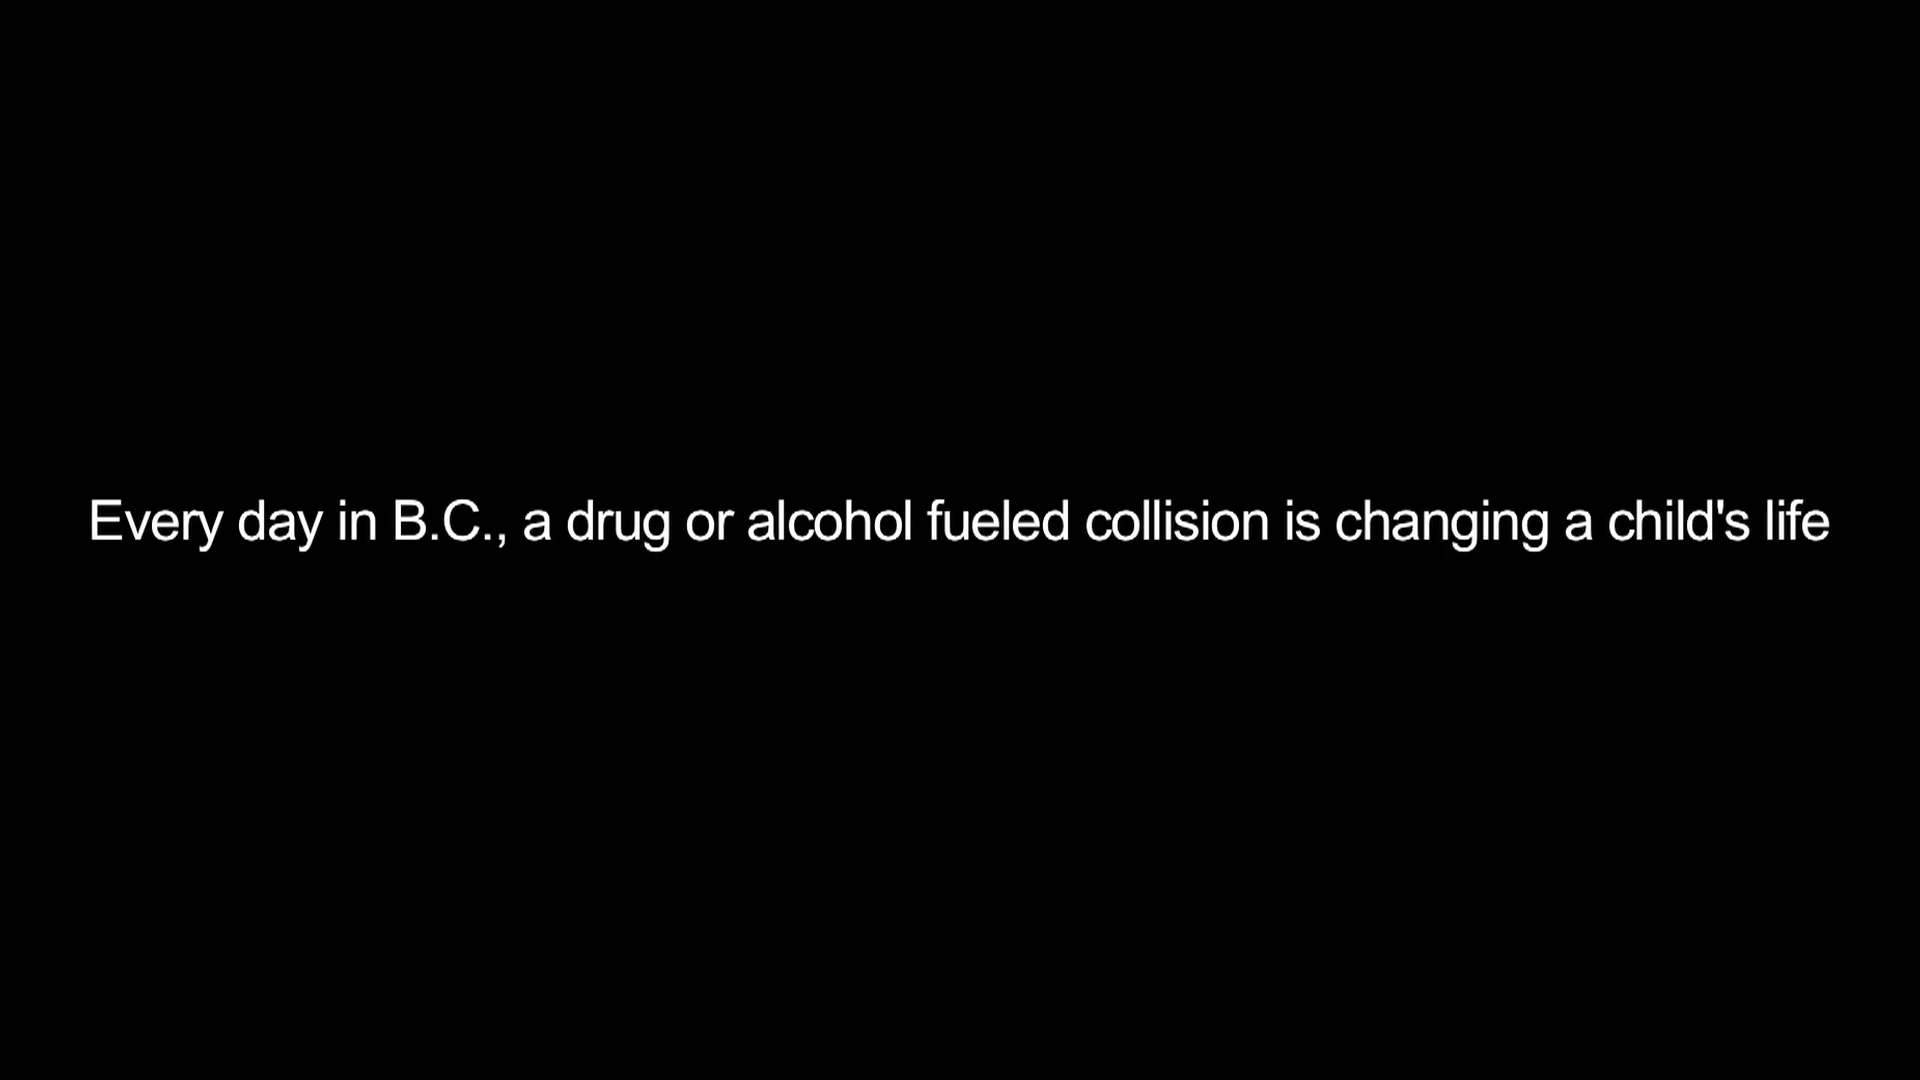 Every day in B.C., a drug or alcohol fueled collision is changing a child's life